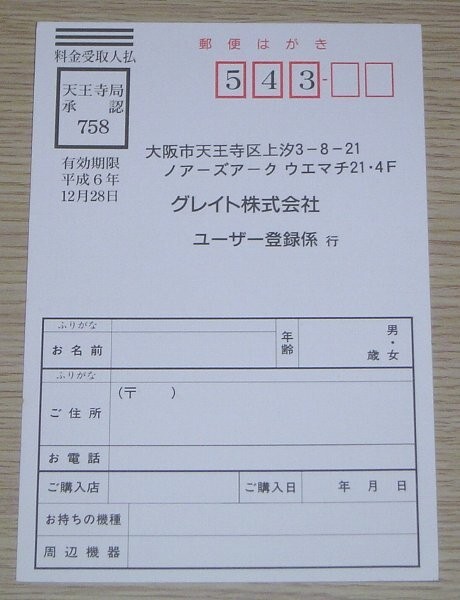 料金受取人払
天王寺局
承認
758
有効期限
平成6年
12月28日
郵便はがき
543-
大阪市天王寺区上汐3-8-21
ノアーズアーク ウエマチ21・4F
グレイト株式会社
ユーザー登録係 行
ふりがな
お名前
年齢
男・女
歳
ふりがな
ご住所
(〒 )
お電話
ご購入店
ご購入日
年 月 日
お持ちの機種
周辺機器